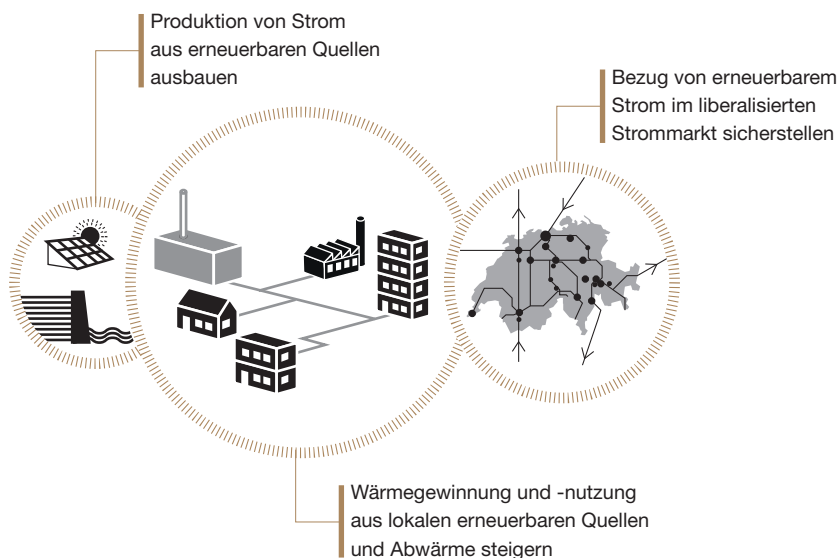 Produktion von Strom
aus erneuerbaren Quellen
ausbauen
Bezug von erneuerbarem
Strom im liberalisierten
Strommarkt sicherstellen
Wärmegewinnung und -nutzung
aus lokalen erneuerbaren Quellen
und Abwärme steigern